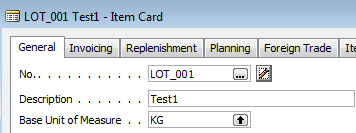 LOT_001 Test1 - Item Card
General Invoicing Replenishment Planning Foreign Trade
No. . . . . . . . . . . . LOT_001 ...
Description . . . . . . . Test1
Base Unit of Measure . . KG